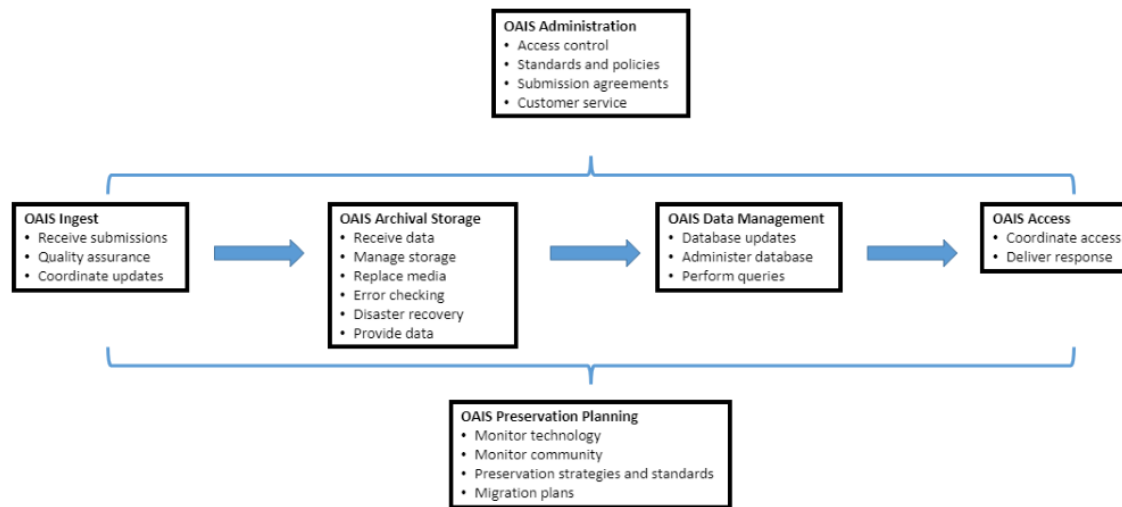 OAIS Administration
• Access control
• Standards and policies
• Submission agreements
• Customer service
OAIS Ingest
• Receive submissions
• Quality assurance
• Coordinate updates
OAIS Archival Storage
• Receive data
• Manage storage
• Replace media
• Error checking
• Disaster recovery
• Provide data
OAIS Data Management
• Database updates
• Administer database
• Perform queries
OAIS Access
• Coordinate access
• Deliver response
OAIS Preservation Planning
• Monitor technology
• Monitor community
• Preservation strategies and standards
• Migration plans